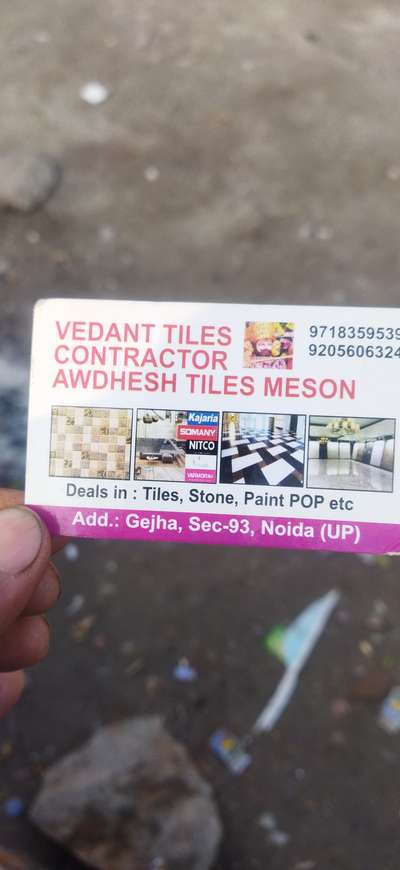 VEDANT TILES
CONTRACTOR
AWDHESH TILES MESON
9718359539
9205606324
Kajaria
SOMANY
NITCO
VARMORA
Deals in : Tiles, Stone, Paint POP etc
Add.: Gejha, Sec-93, Noida (UP)